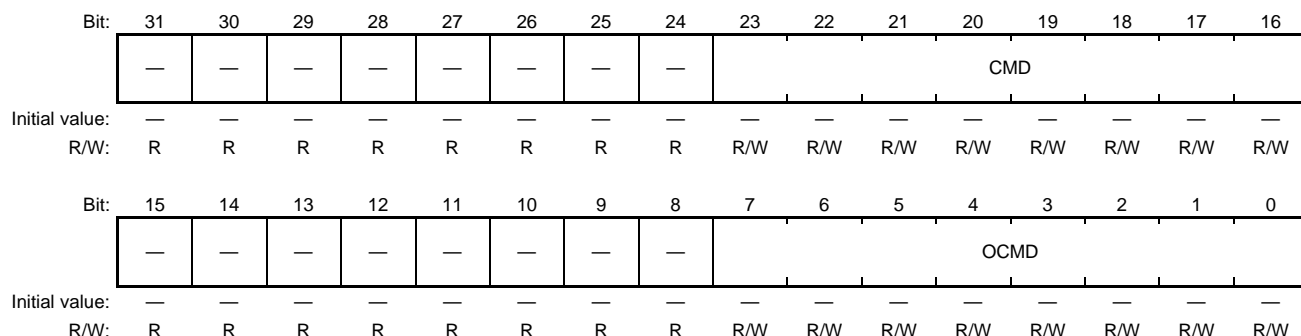 Bit: 31 30 29 28 27 26 25 24 23 22 21 20 19 18 17 16
— — — — — — — — CMD
Initial value: — — — — — — — — — — — — — — — —
R/W: R R R R R R R R R/W R/W R/W R/W R/W R/W R/W R/W
Bit: 15 14 13 12 11 10 9 8 7 6 5 4 3 2 1 0
— — — — — — — — OCMD
Initial value: — — — — — — — — — — — — — — — —
R/W: R R R R R R R R R/W R/W R/W R/W R/W R/W R/W R/W